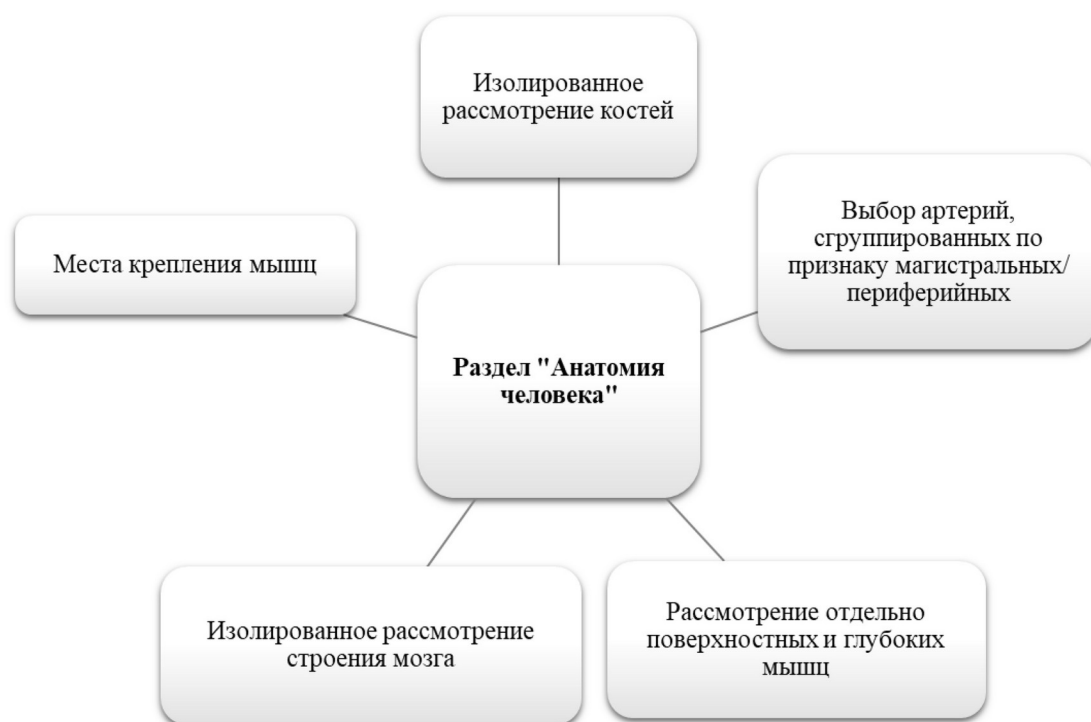 Изолированное
рассмотрение костей
Выбор артерий,
сгруппированных по
признаку магистральных/
периферийных
Места крепления мышц
Раздел "Анатомия
человека"
Изолированное рассмотрение
строения мозга
Рассмотрение отдельно
поверхностных и глубоких
мышц